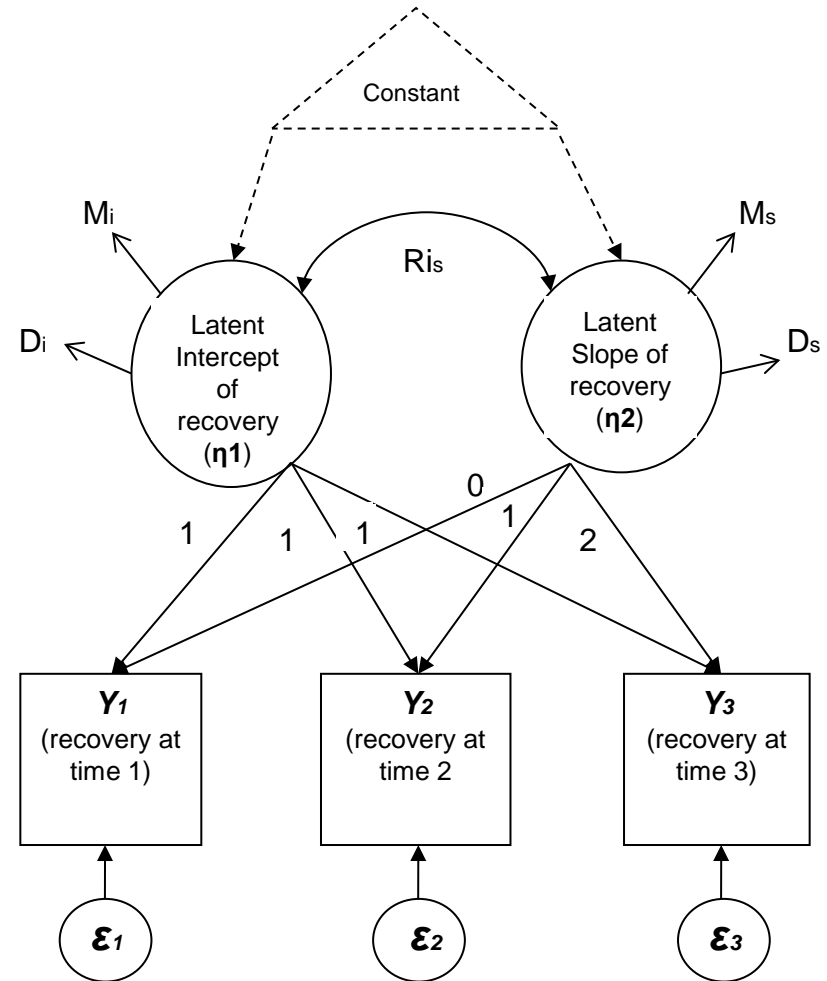 Constant
Mi
Ms
Ris
Di
Ds
Latent
Intercept
of
recovery
(η1)
Latent
Slope of
recovery
(η2)
0
1
1
1
1
2
Y1
(recovery at
time 1)
Y2
(recovery at
time 2
Y3
(recovery at
time 3)
ε1
ε2
ε3